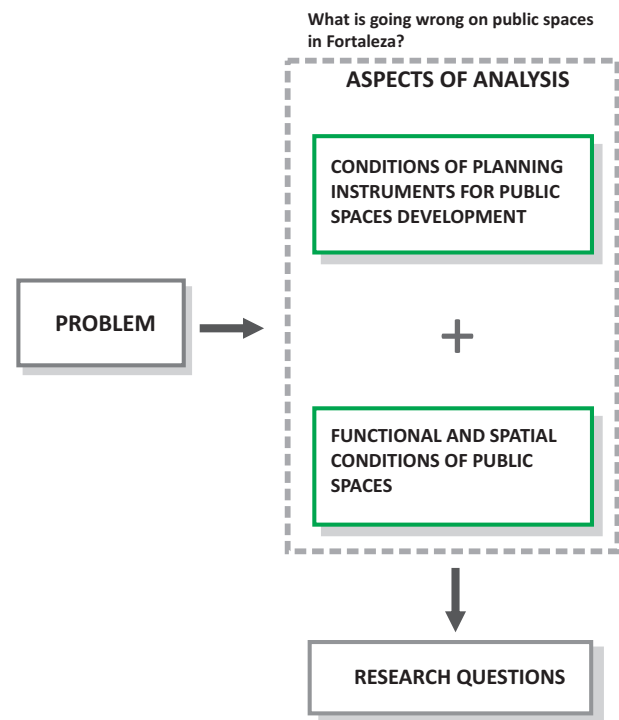 What is going wrong on public spaces
in Fortaleza?
ASPECTS OF ANALYSIS
CONDITIONS OF PLANNING
INSTRUMENTS FOR PUBLIC
SPACES DEVELOPMENT
PROBLEM
+
FUNCTIONAL AND SPATIAL
CONDITIONS OF PUBLIC
SPACES
RESEARCH QUESTIONS